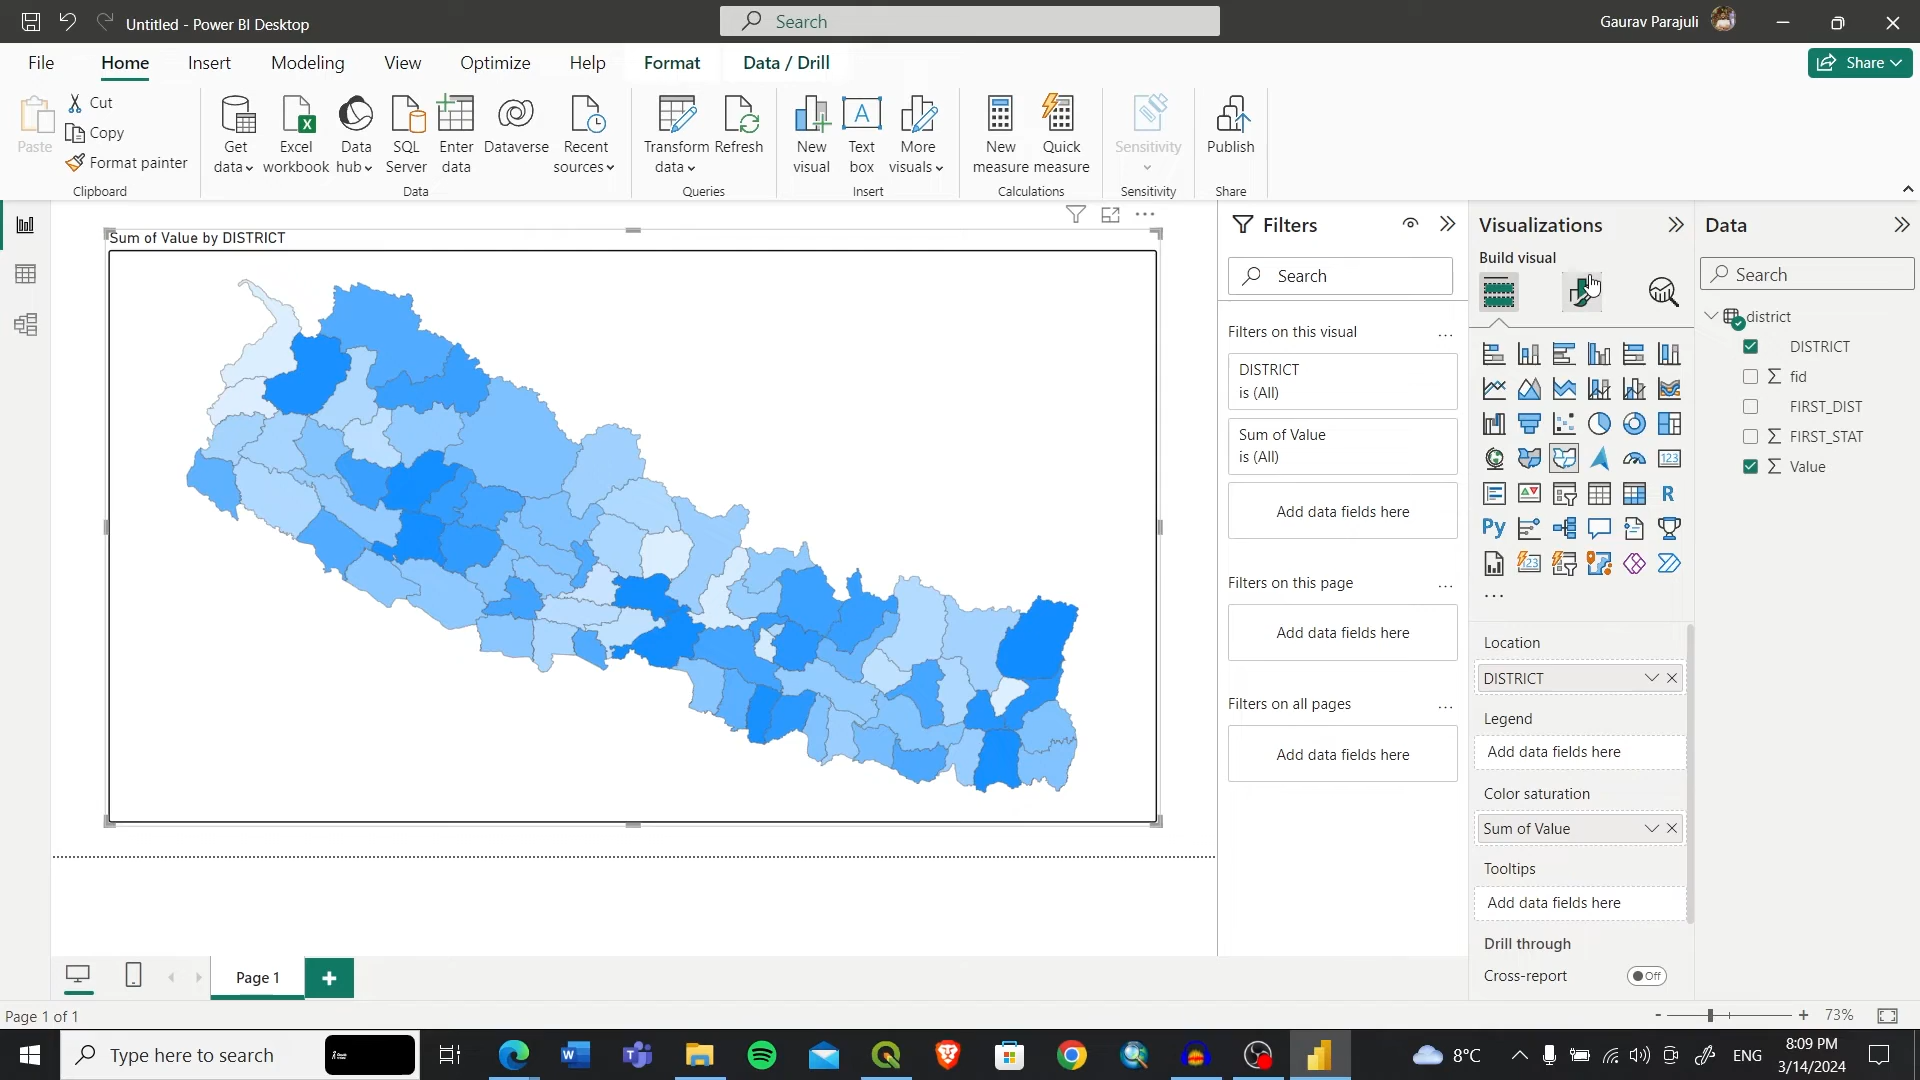 Untitled - Power BI Desktop
Search
Gaurav Parajuli
File
Home
Insert
Modeling
View
Optimize
Help
Format
Data / Drill
Share
Paste
Cut
Copy
Format painter
Clipboard
Get data
Excel workbook
Data hub
SQL Server
Enter data
Dataverse
Recent sources
Data
Transform data
Refresh
Queries
New visual
Text box
More visuals
Insert
New measure
Quick measure
Calculations
Sensitivity
Sensitivity
Publish
Share
Sum of Value by DISTRICT
Filters
Search
Filters on this visual
...
DISTRICT
is (All)
Sum of Value
is (All)
Add data fields here
Filters on this page
...
Add data fields here
Filters on all pages
...
Add data fields here
Visualizations
Build visual
123
R
Py
123
...
Location
DISTRICT
Legend
Add data fields here
Color saturation
Sum of Value
Tooltips
Add data fields here
Drill through
Cross-report
Off
Data
Search
district
DISTRICT
∑ fid
FIRST_DIST
∑ FIRST_STAT
∑ Value
Page 1
+
Page 1 of 1
- + 73%
Type here to search
8°C
ENG
8:09 PM
3/14/2024